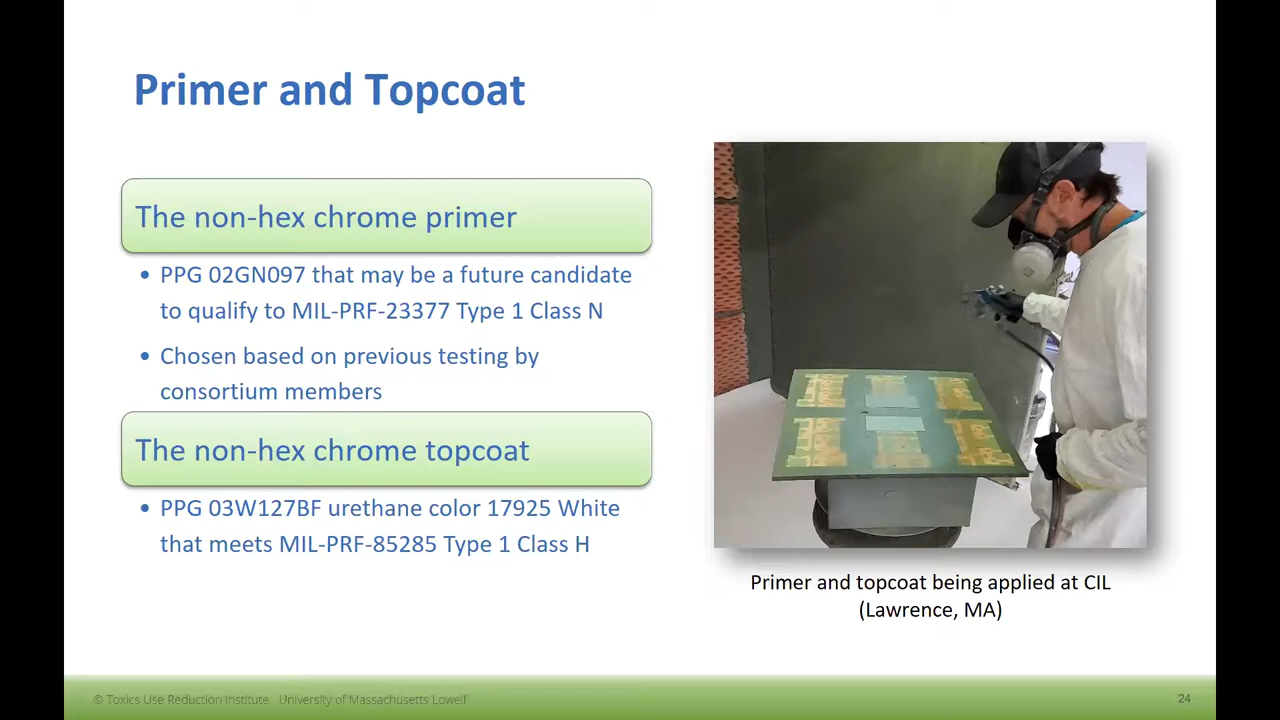 Primer and Topcoat
The non-hex chrome primer
• PPG 02GN097 that may be a future candidate
to qualify to MIL-PRF-23377 Type 1 Class N
• Chosen based on previous testing by
consortium members
The non-hex chrome topcoat
• PPG 03W127BF urethane color 17925 White
that meets MIL-PRF-85285 Type 1 Class H
Primer and topcoat being applied at CIL
(Lawrence, MA)
© Toxics Use Reduction Institute University of Massachusetts Lowell
24